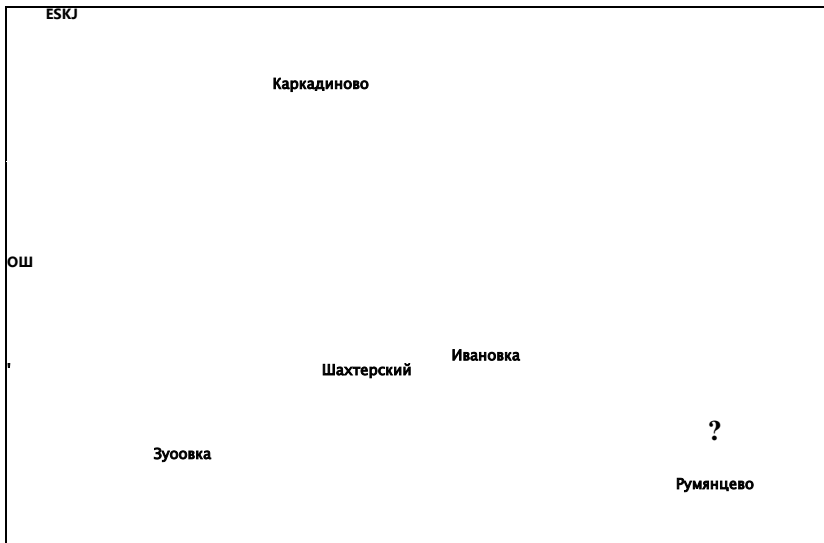 ESKJ
Каркадиново
ОШ
Ивановка
'
Шахтерский
?
Зуоовка
Румянцево